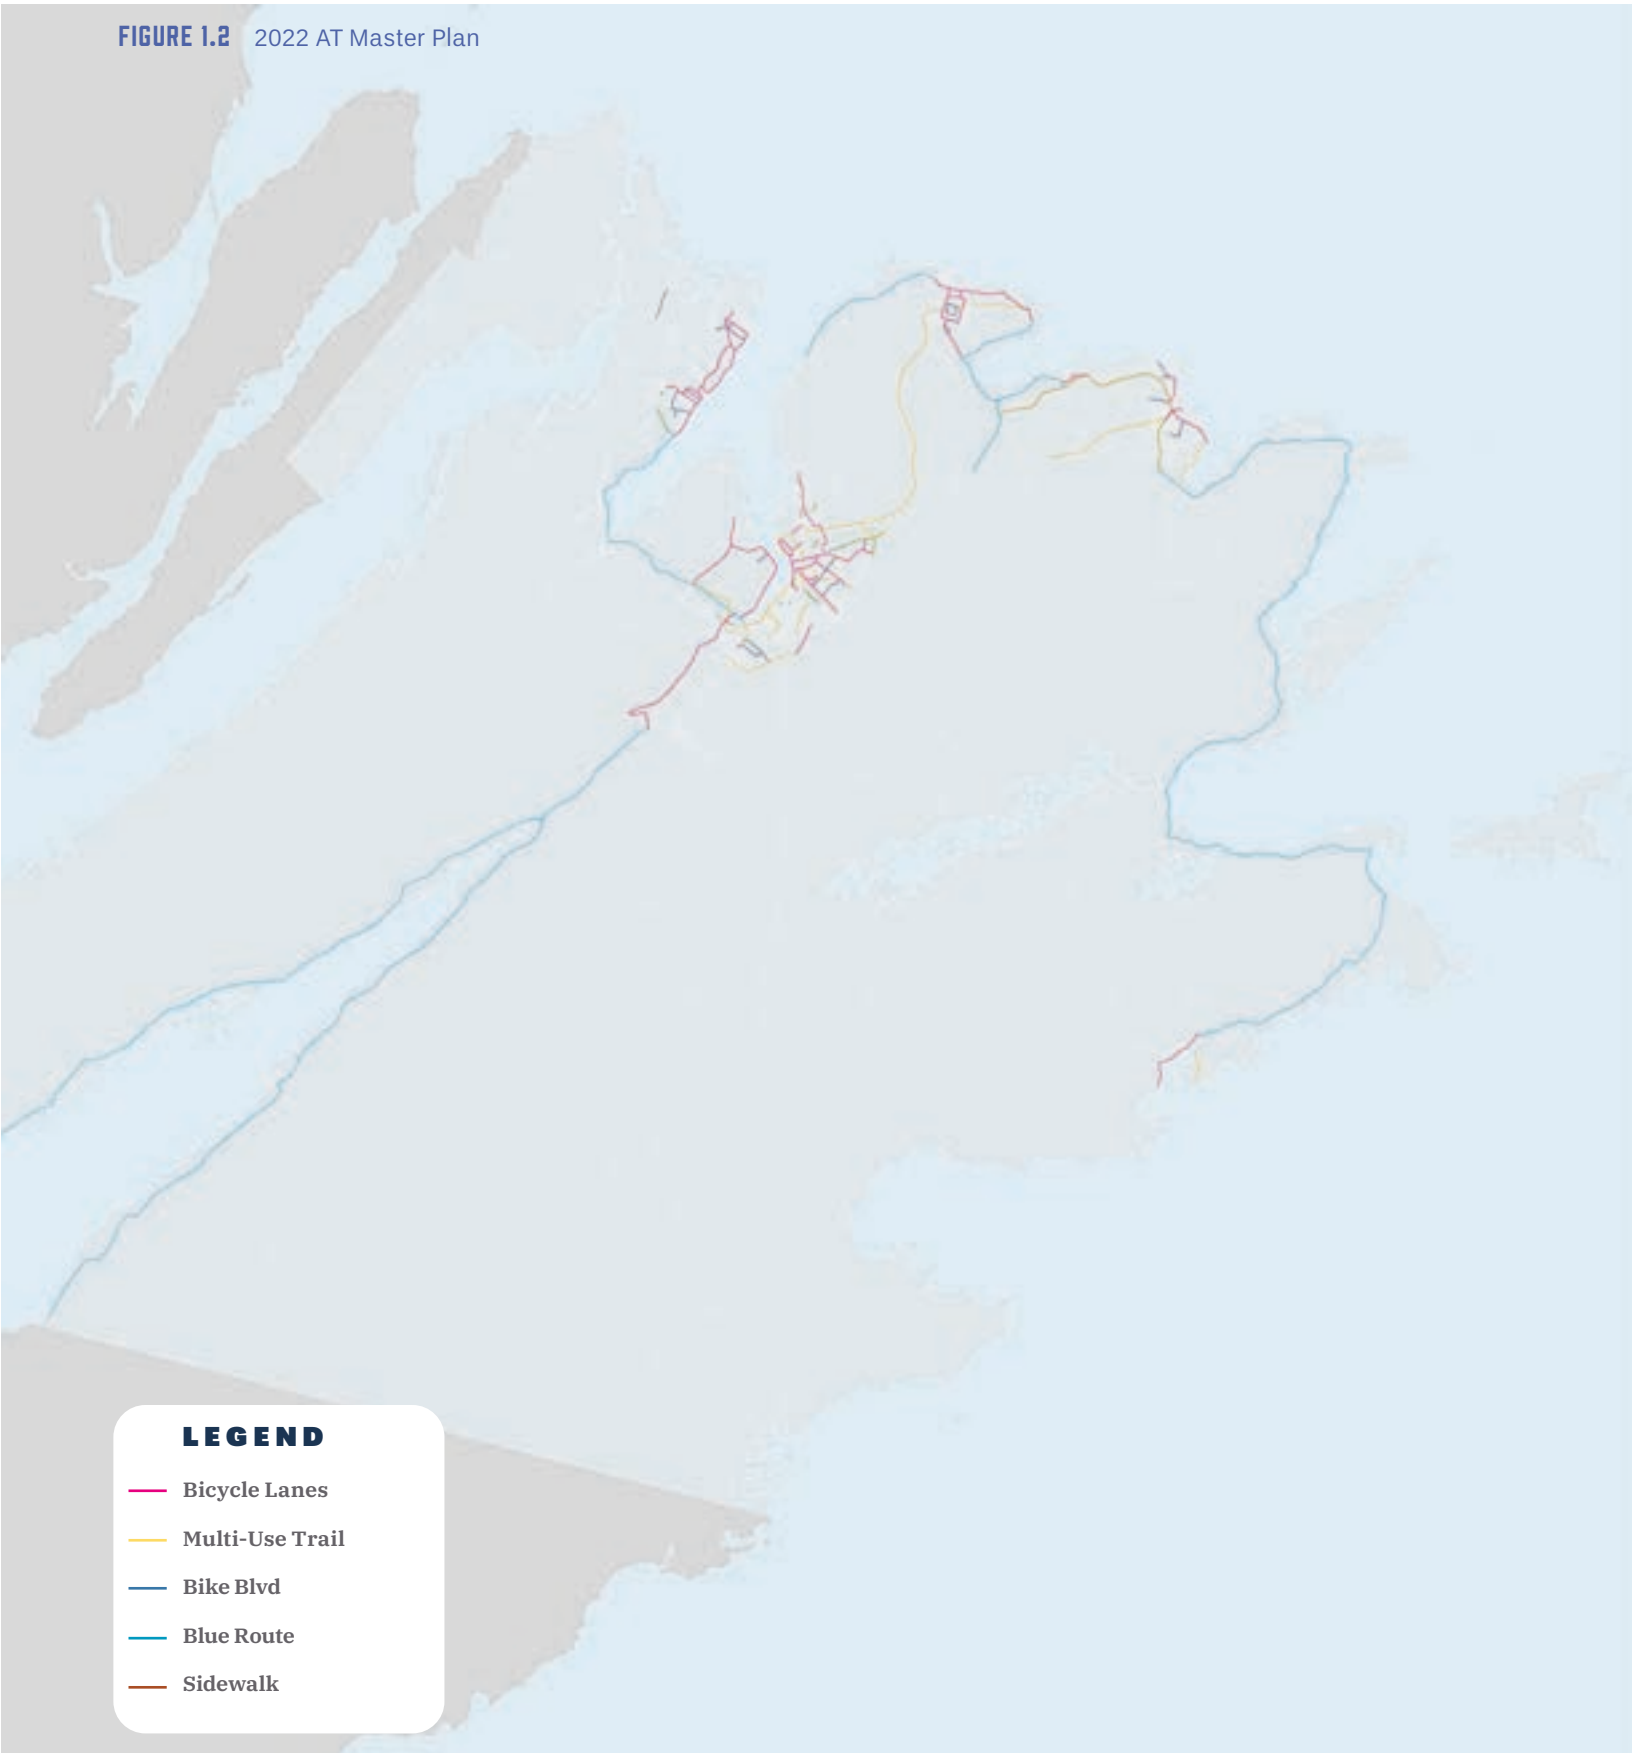 FIGURE 1.2 2022 AT Master Plan
LEGEND
Bicycle Lanes
Multi-Use Trail
Bike Blvd
Blue Route
Sidewalk